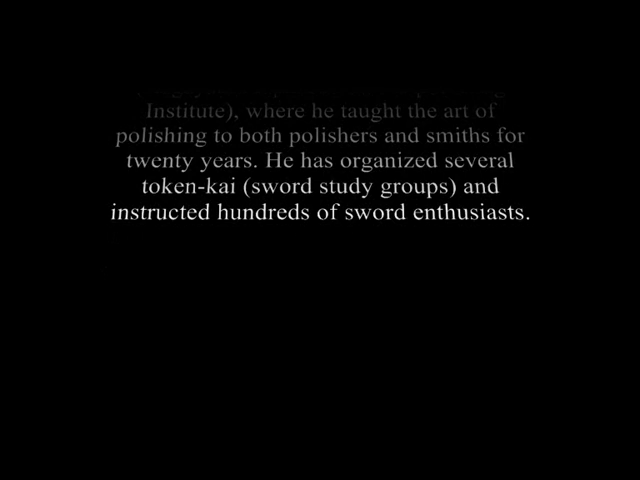 Institute), where he taught the art of
polishing to both polishers and smiths for
twenty years. He has organized several
token-kai (sword study groups) and
instructed hundreds of sword enthusiasts.